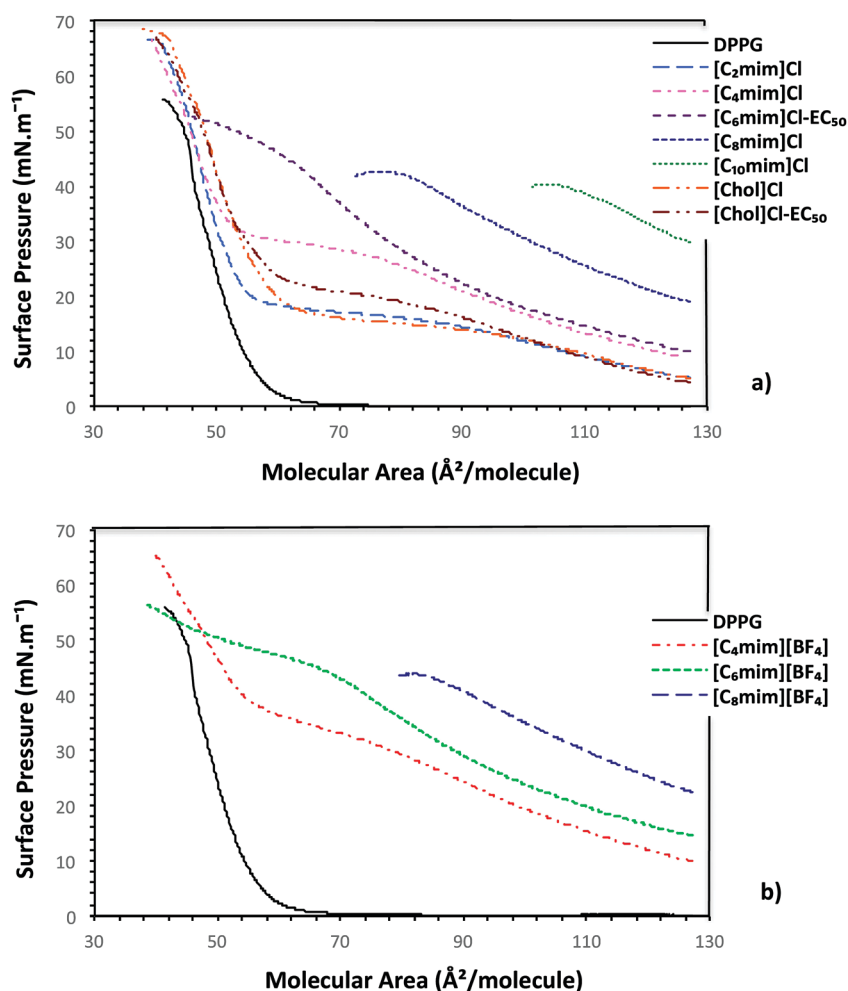 70
60
50
40
30
20
10
0
Surface Pressure (mN.m⁻¹)
DPPG
[C₂mim]Cl
[C₄mim]Cl
[C₆mim]Cl-EC₅₀
[C₈mim]Cl
[C₁₀mim]Cl
[Chol]Cl
[Chol]Cl-EC₅₀
a)
30 50 70 90 110 130
Molecular Area (Å²/molecule)
70
60
50
40
30
20
10
0
Surface Pressure (mN.m⁻¹)
DPPG
[C₄mim][BF₄]
[C₆mim][BF₄]
[C₈mim][BF₄]
b)
30 50 70 90 110 130
Molecular Area (Å²/molecule)